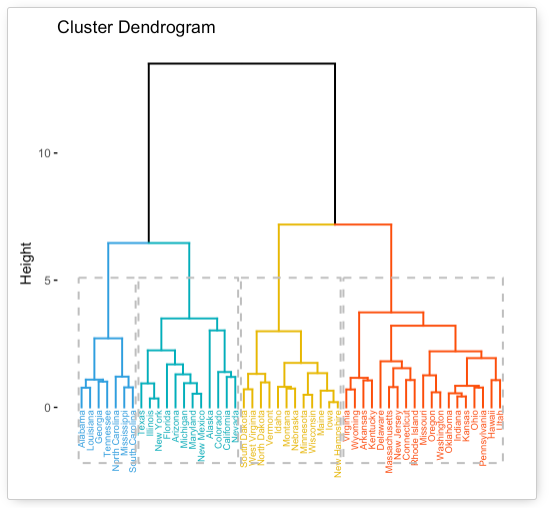 Cluster Dendrogram
10
Height
5
0
Alabama
Louisiana
Georgia
Tennessee
North Carolina
Mississippi
South Carolina
Texas
Illinois
New York
Florida
Arizona
Michigan
Maryland
New Mexico
Alaska
Colorado
California
Nevada
South Dakota
West Virginia
North Dakota
Vermont
Idaho
Montana
Nebraska
Minnesota
Wisconsin
Maine
Iowa
New Hampshire
Virginia
Wyoming
Arkansas
Kentucky
Delaware
Massachusetts
New Jersey
Connecticut
Rhode Island
Missouri
Oregon
Washington
Oklahoma
Indiana
Kansas
Ohio
Pennsylvania
Hawaii
Utah